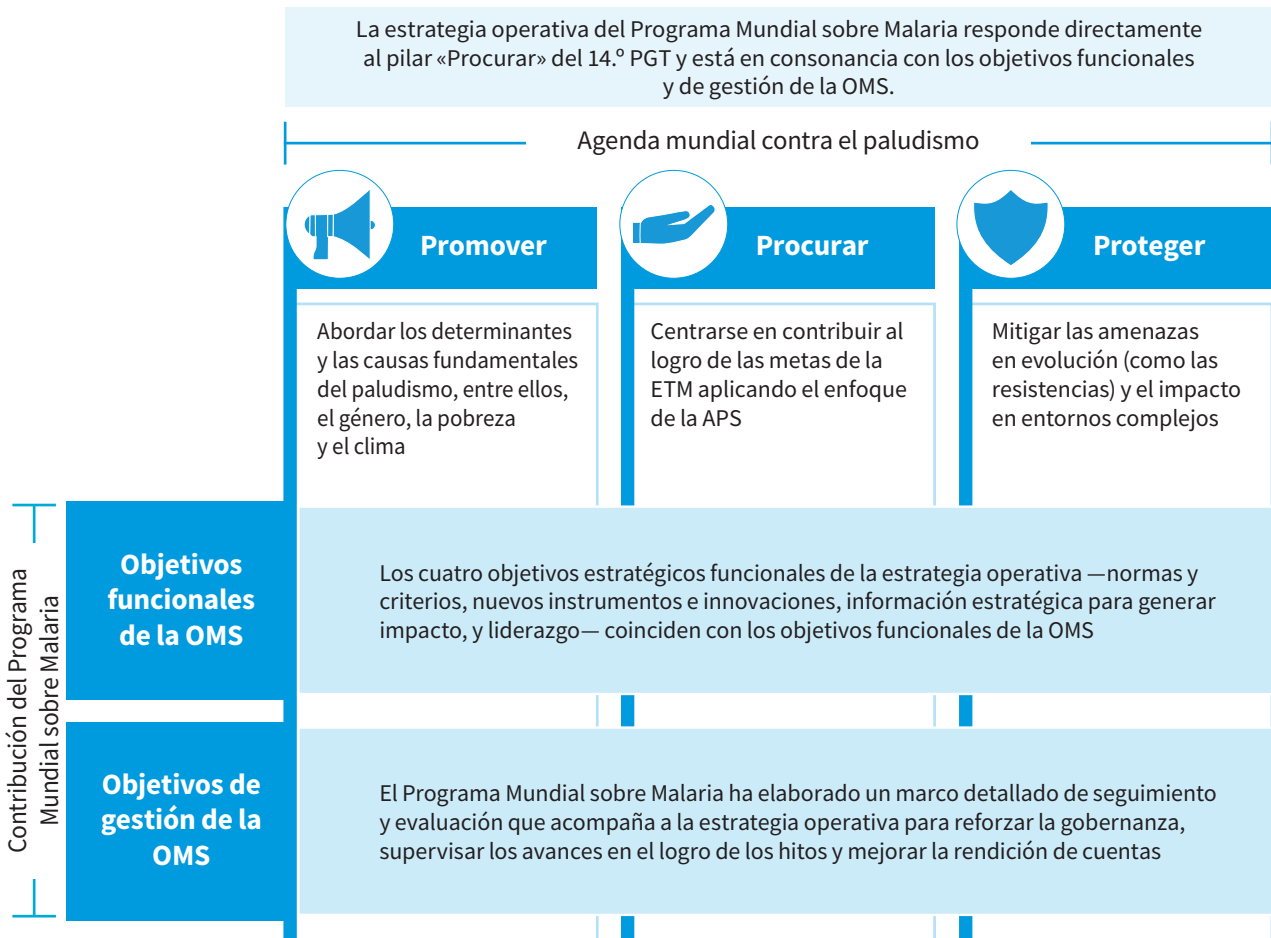 La estrategia operativa del Programa Mundial sobre Malaria responde directamente
al pilar «Procurar» del 14.º PGT y está en consonancia con los objetivos funcionales
y de gestión de la OMS.
Agenda mundial contra el paludismo
Promover
Procurar
Proteger
Abordar los determinantes
y las causas fundamentales
del paludismo, entre ellos,
el género, la pobreza
y el clima
Centrarse en contribuir al
logro de las metas de la
ETM aplicando el enfoque
de la APS
Mitigar las amenazas
en evolución (como las
resistencias) y el impacto
en entornos complejos
Contribución del Programa
Mundial sobre Malaria
Objetivos
funcionales
de la OMS
Los cuatro objetivos estratégicos funcionales de la estrategia operativa —normas y
criterios, nuevos instrumentos e innovaciones, información estratégica para generar
impacto, y liderazgo— coinciden con los objetivos funcionales de la OMS
Objetivos de
gestión de la
OMS
El Programa Mundial sobre Malaria ha elaborado un marco detallado de seguimiento
y evaluación que acompaña a la estrategia operativa para reforzar la gobernanza,
supervisar los avances en el logro de los hitos y mejorar la rendición de cuentas